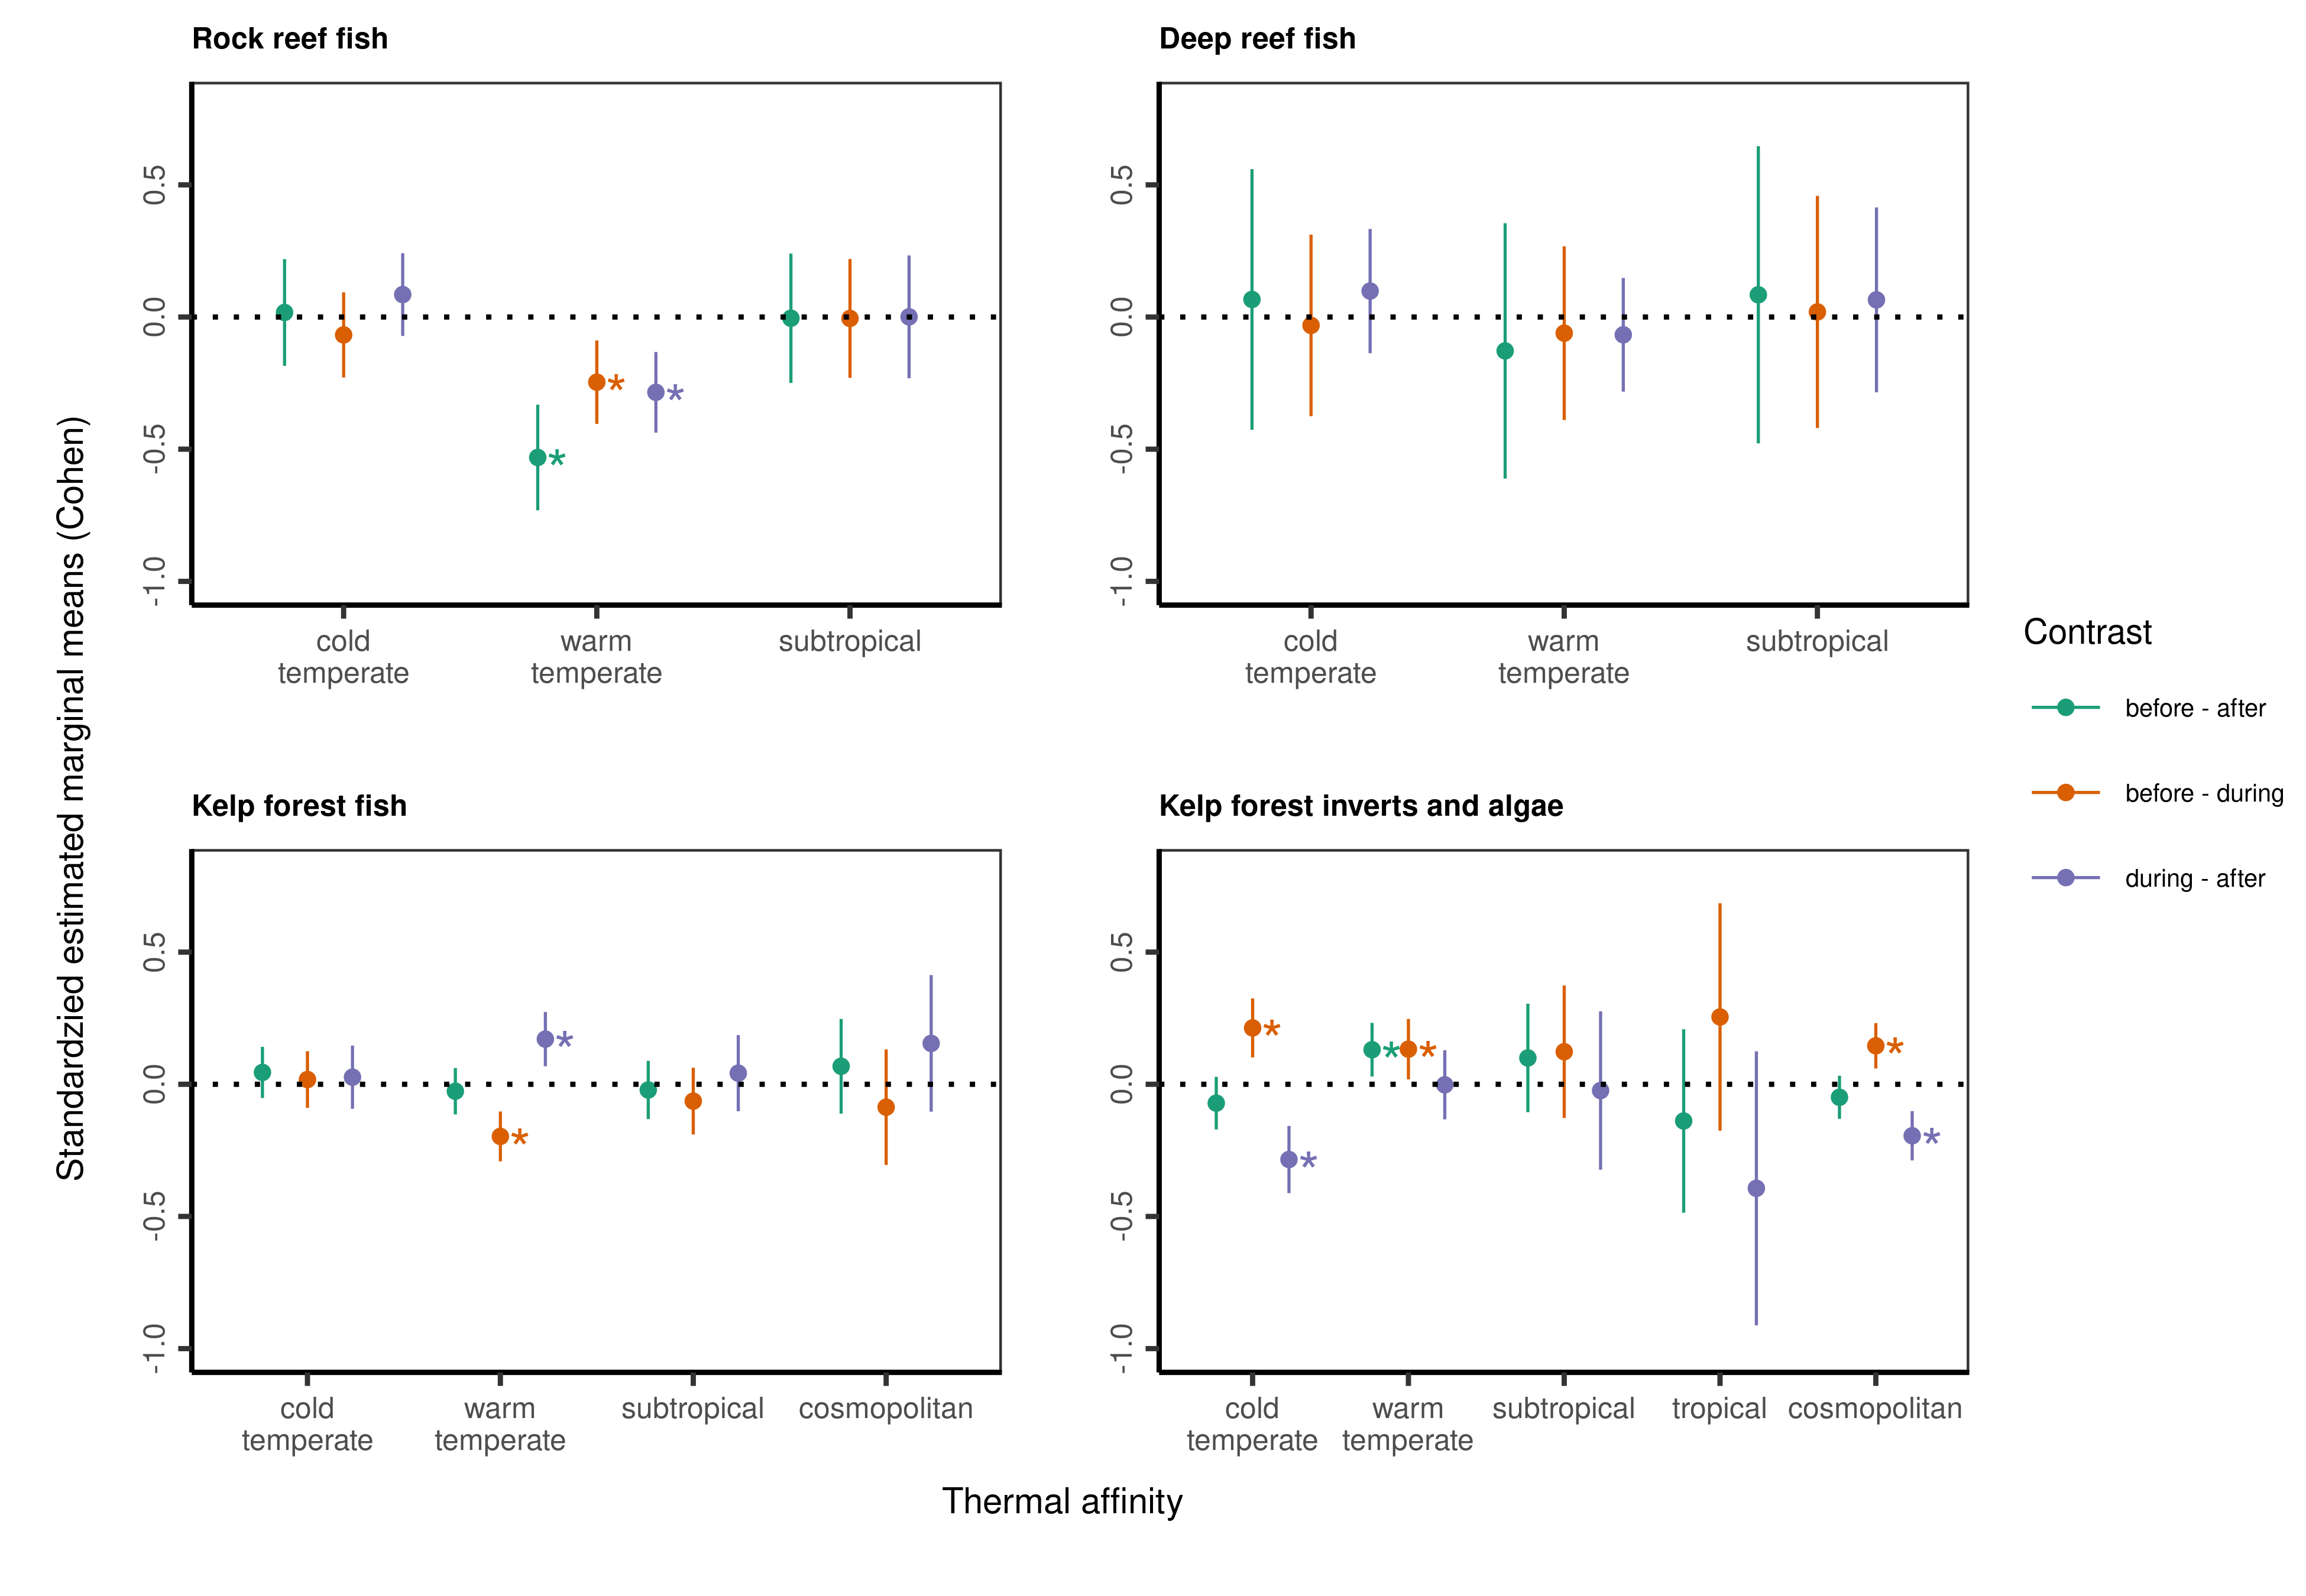 Rock reef fish
Deep reef fish
0.5
0.0
-0.5
-1.0
0.5
0.0
-0.5
-1.0
cold
temperate
warm
temperate
subtropical
cold
temperate
warm
temperate
subtropical
Standardzied estimated marginal means (Cohen)
Contrast
before - after
before - during
during - after
Kelp forest fish
Kelp forest inverts and algae
0.5
0.0
-0.5
-1.0
0.5
0.0
-0.5
-1.0
*
*
*
*
*
*
*
*
*
*
*
cold
temperate
warm
temperate
subtropical
cosmopolitan
cold
temperate
warm
temperate
subtropical
tropical
cosmopolitan
Thermal affinity